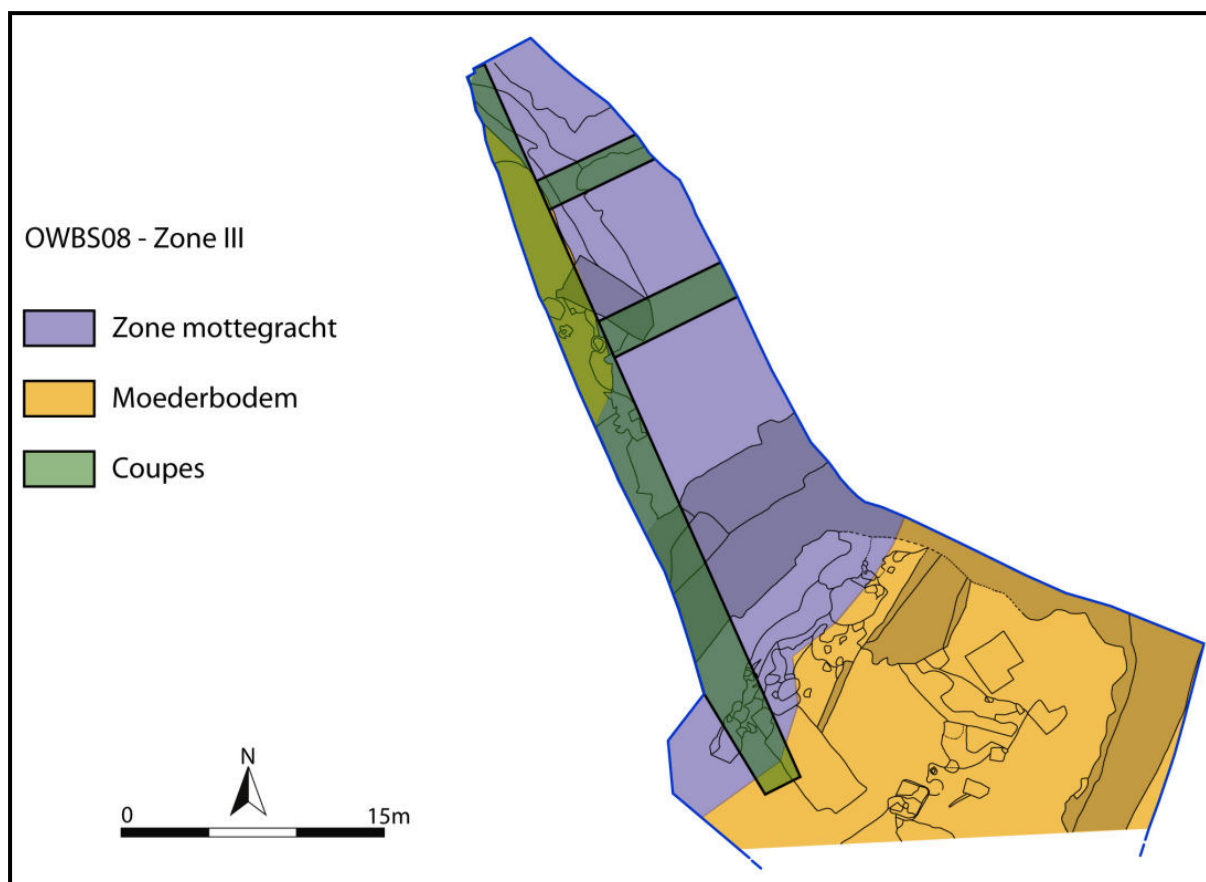 OWBS08 - Zone III
Zone mottegracht
Moederbodem
Coupes
N
0 15m